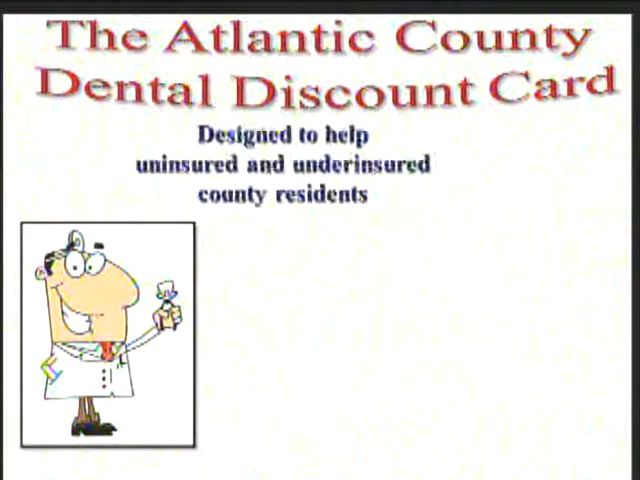 The Atlantic County
Dental Discount Card
Designed to help
uninsured and underinsured
county residents